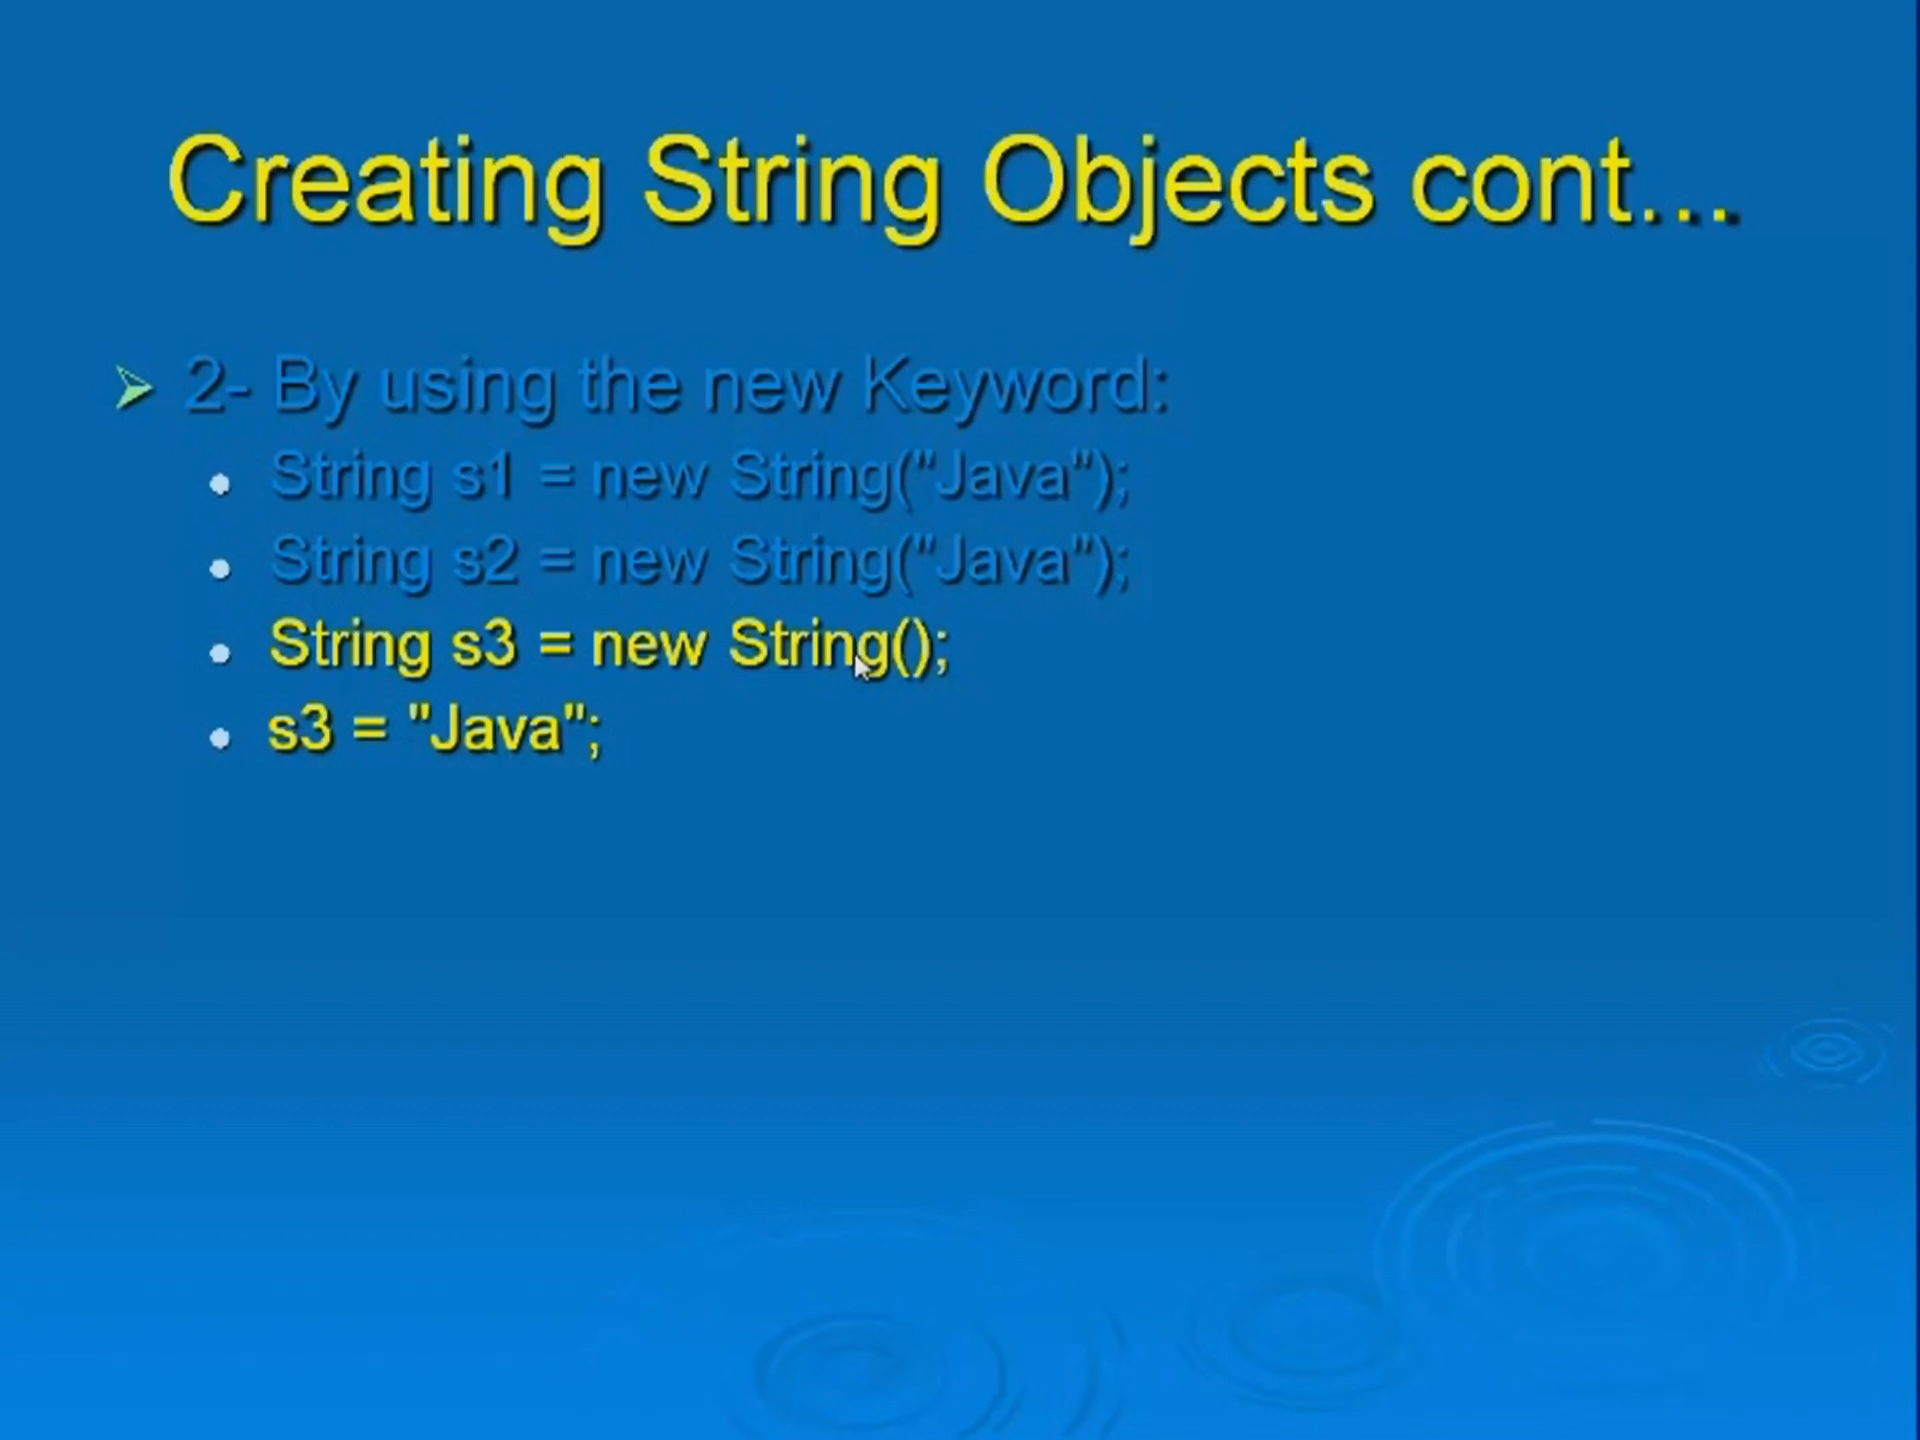 Creating String Objects cont...
2- By using the new Keyword:
String s1 = new String("Java");
String s2 = new String("Java");
String s3 = new String();
s3 = "Java";